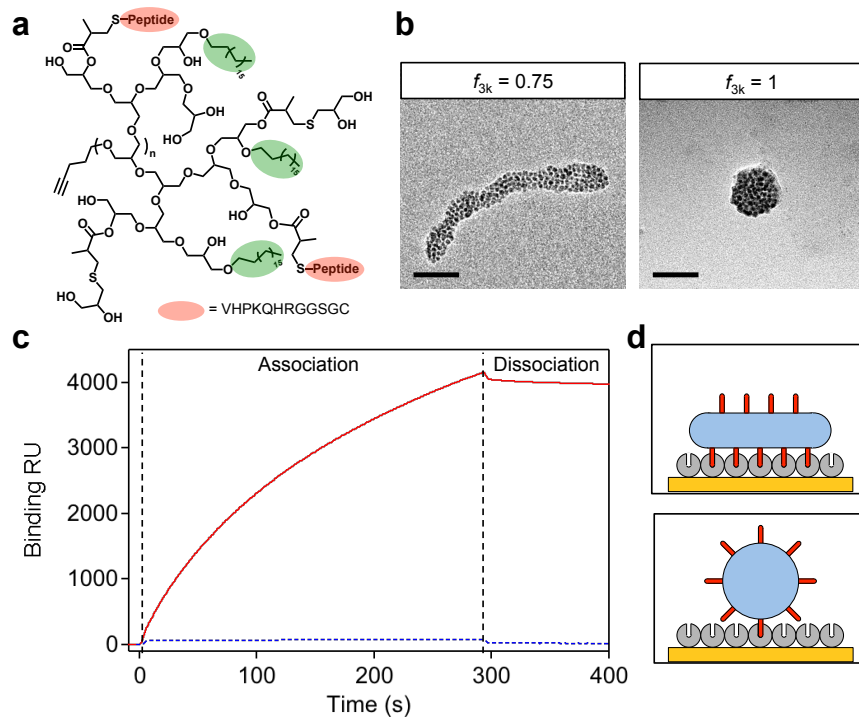 a
S–Peptide
O
O
HO
OH
O
15
O
O
O
O
O
OH
HO
OH
O
O
S
OH
OH
n
O
O
O
15
O
O
O
HO
O
O
OH
O
O
O
O
O
OH
O
15
S–Peptide
S
HO
OH
= VHPKQHRGGSGC
b
f3k = 0.75
f3k = 1
c
Association
Dissociation
4000
3000
2000
1000
0
Binding RU
0
100
200
300
400
Time (s)
d